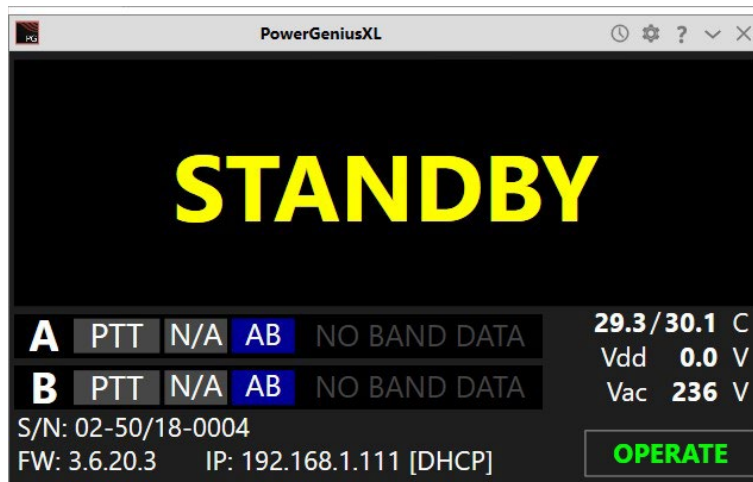 PG PowerGeniusXL ?
STANDBY
A PTT N/A AB NO BAND DATA
B PTT N/A AB NO BAND DATA
29.3/30.1 C
Vdd 0.0 V
Vac 236 V
S/N: 02-50/18-0004
FW: 3.6.20.3 IP: 192.168.1.111 [DHCP]
OPERATE